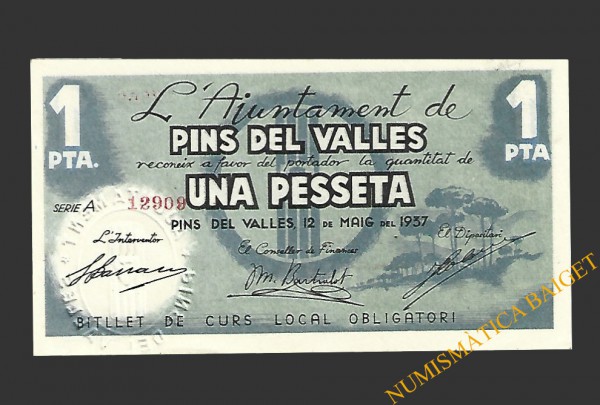 1 PTA.
L'Ajuntament de
1 PTA
PINS DEL VALLES
reconeix a favor del portador la quantitat de
UNA PESSETA
SERIE A 12909
PINS DEL VALLES, 12 DE MAIG DEL 1937
L'Interventor
El Conseller de Finances
El Dipositari
BITLLET DE CURS LOCAL OBLIGATORI
NUMISMÀTICA BAIGET